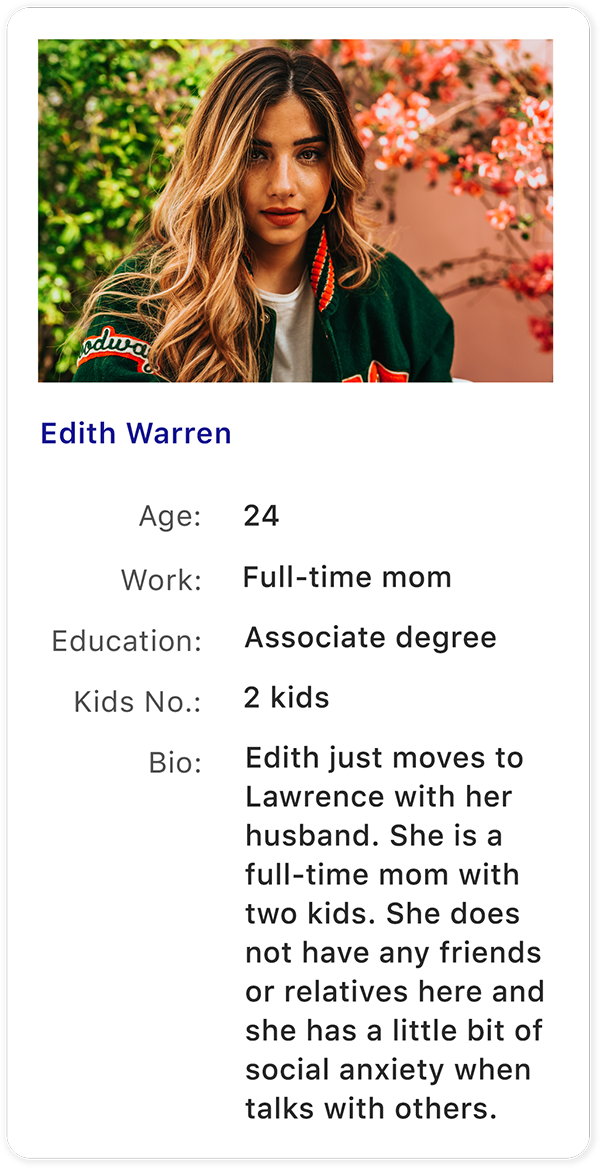 odway
Edith Warren
Age: 24
Work: Full-time mom
Education: Associate degree
Kids No.: 2 kids
Bio: Edith just moves to
Lawrence with her
husband. She is a
full-time mom with
two kids. She does
not have any friends
or relatives here and
she has a little bit of
social anxiety when
talks with others.